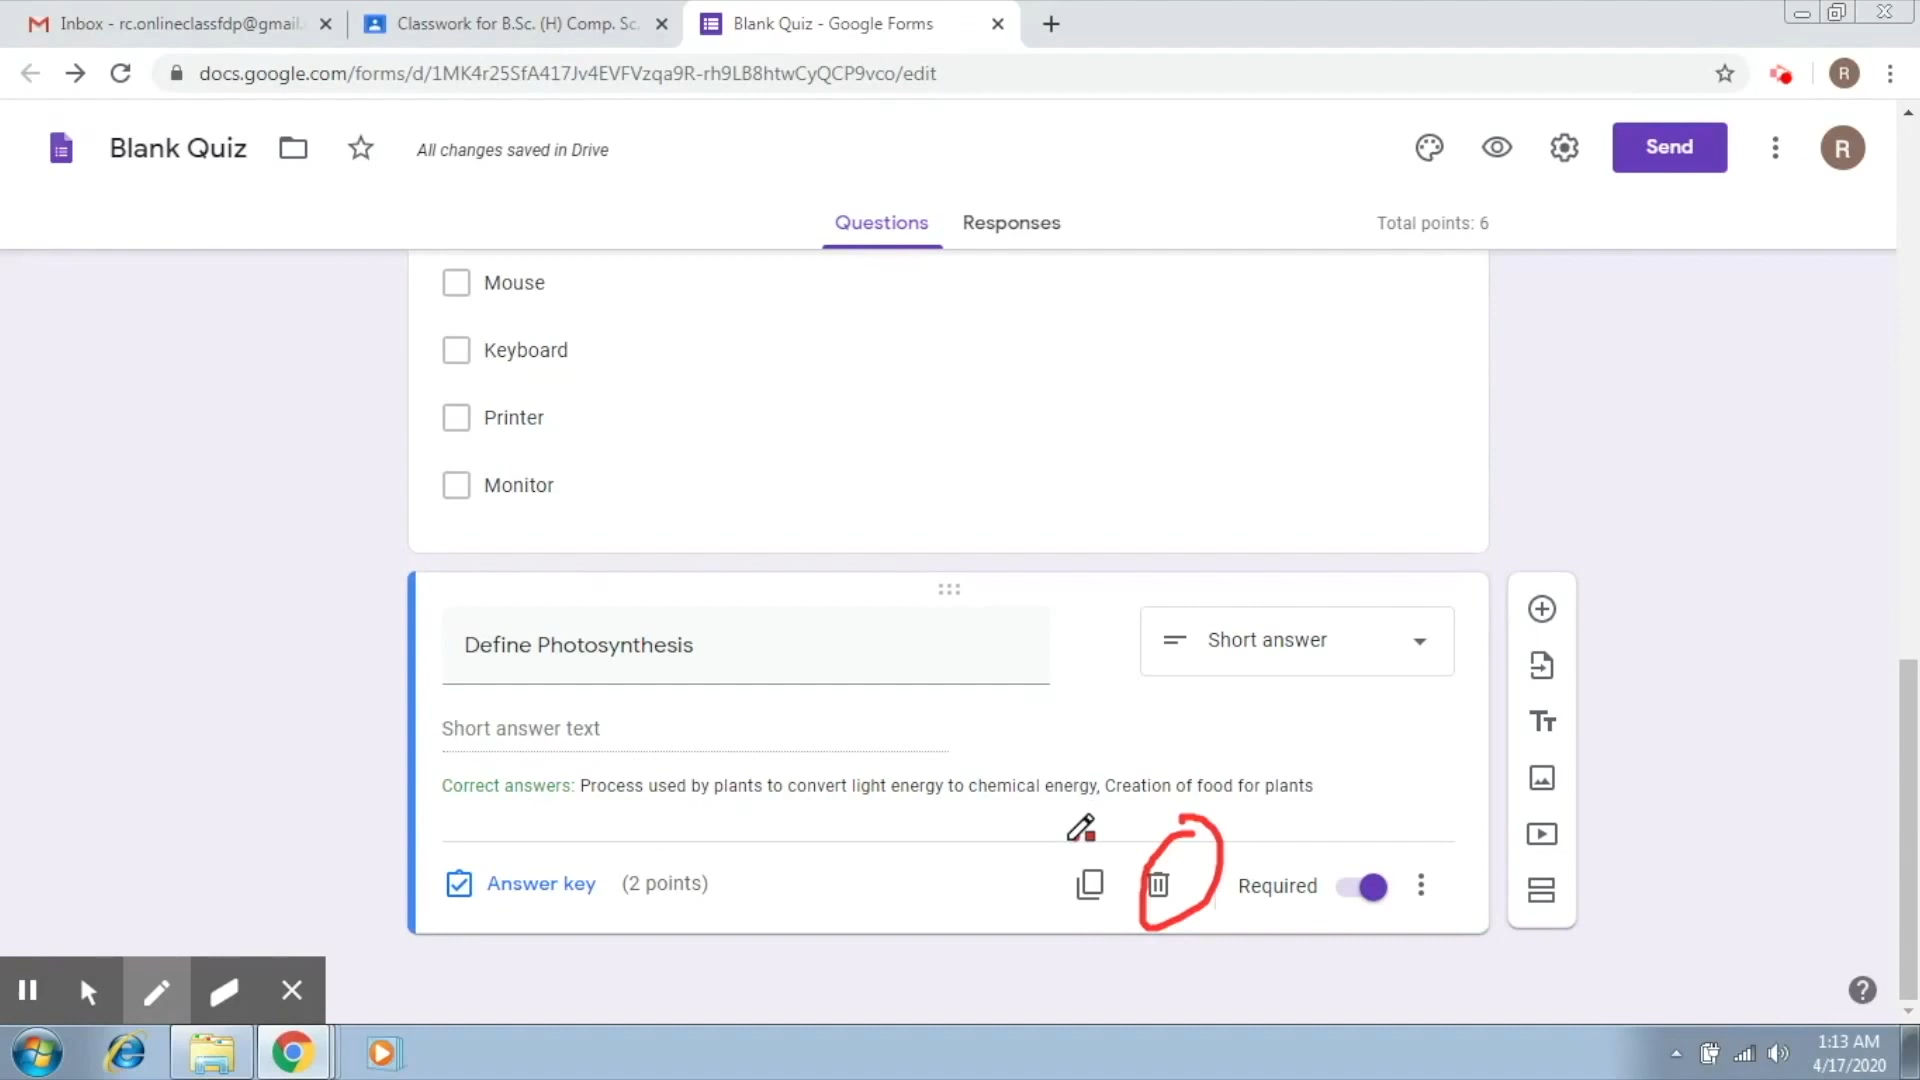 Inbox - rc.onlineclassfdp@gmail.
Classwork for B.Sc. (H) Comp. Sc.
Blank Quiz - Google Forms
docs.google.com/forms/d/1MK4r25SfA417Jv4EVFVzqa9R-rh9LB8htwCyQCP9vco/edit
R
Blank Quiz
All changes saved in Drive
Send
R
Questions
Responses
Total points: 6
Mouse
Keyboard
Printer
Monitor
Define Photosynthesis
Short answer
Short answer text
Correct answers: Process used by plants to convert light energy to chemical energy, Creation of food for plants
Answer key
(2 points)
Required
1:13 AM
4/17/2020